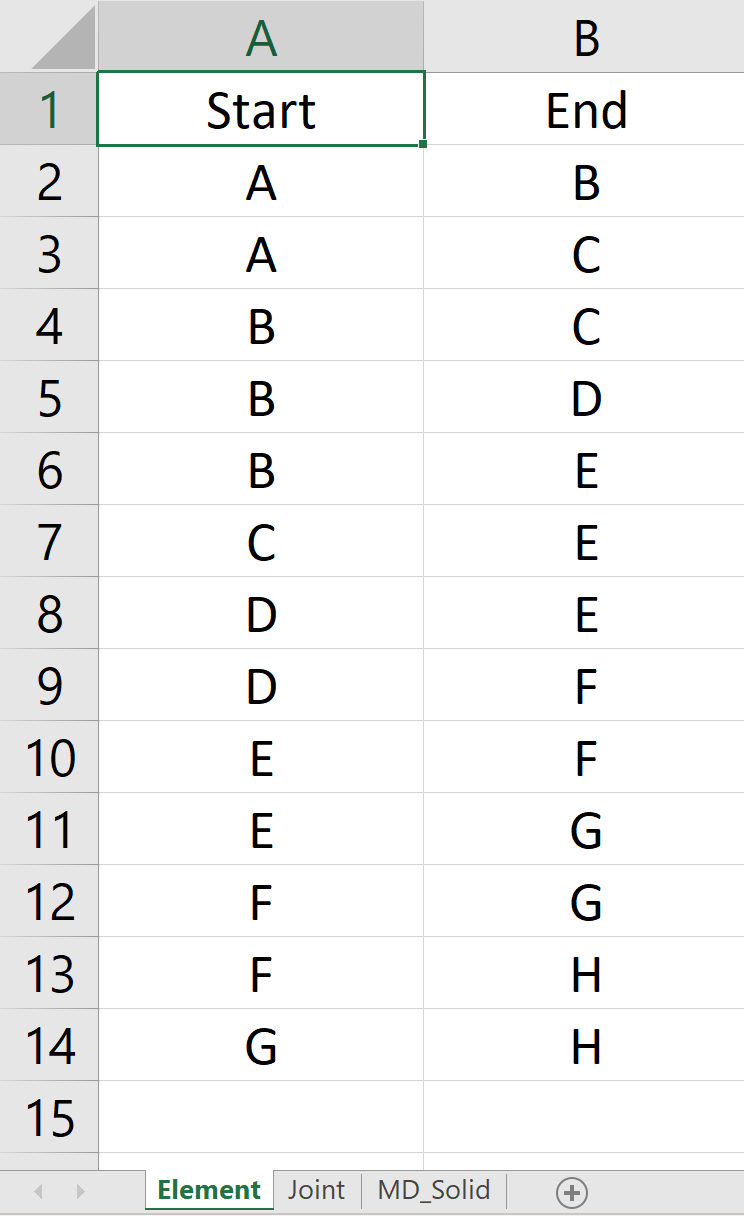 A B
1 Start End
2 A B
3 A C
4 B C
5 B D
6 B E
7 C E
8 D E
9 D F
10 E F
11 E G
12 F G
13 F H
14 G H
15
Element Joint MD_Solid